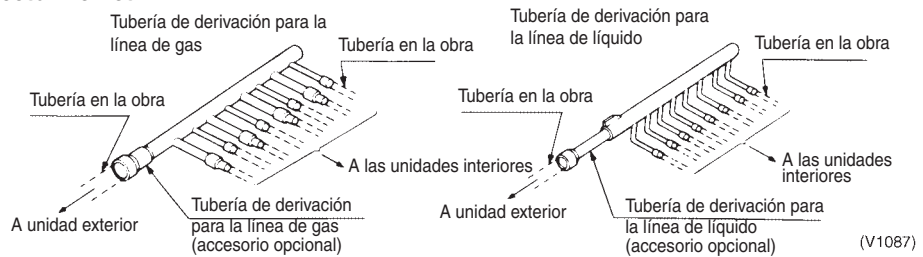 Tubería de derivación para la
línea de gas
Tubería en la obra
Tubería en la obra
A las unidades interiores
A unidad exterior
Tubería de derivación
para la línea de gas
(accesorio opcional)
Tubería de derivación para
la línea de líquido
Tubería en la obra
Tubería en la obra
A las unidades
interiores
A unidad exterior
Tubería de derivación para
la línea de líquido
(accesorio opcional)
(V1087)